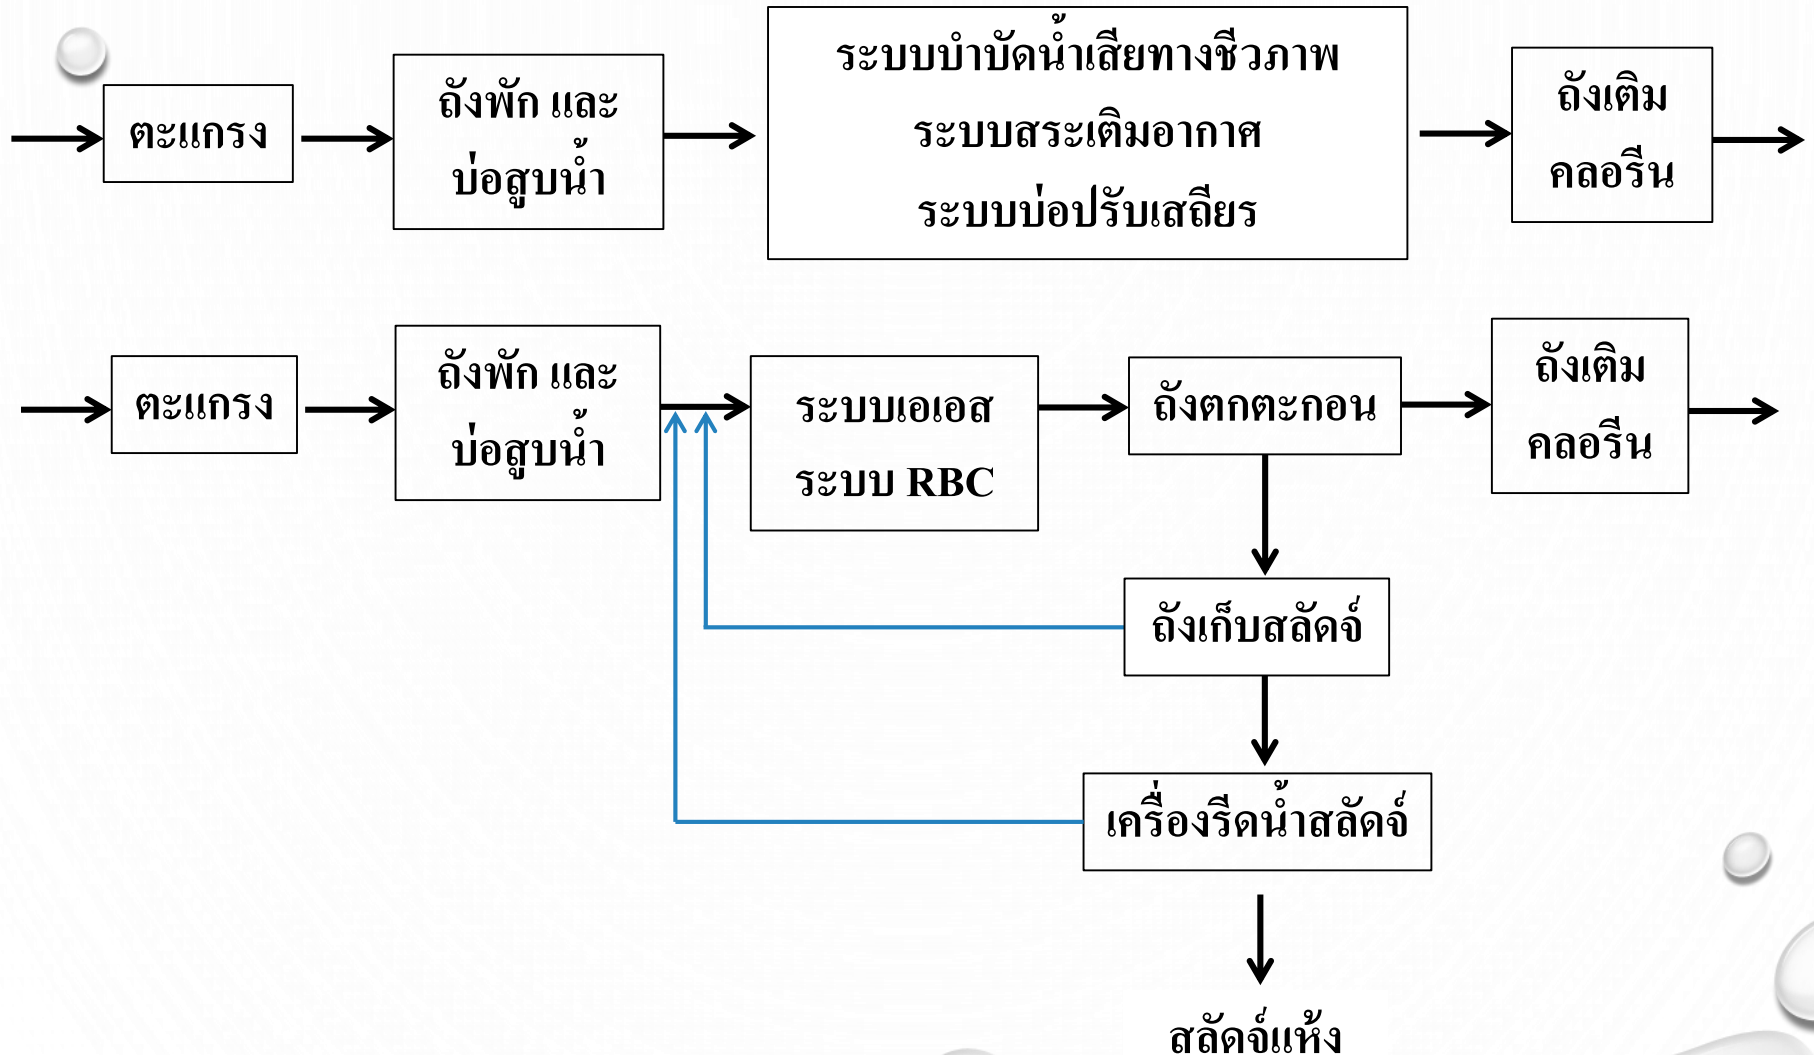 ตะแกรง
ถังพัก และ
บ่อสูบน้ำ
ระบบบำบัดน้ำเสียทางชีวภาพ
ระบบสระเติมอากาศ
ระบบบ่อปรับเสถียร
ถังเติม
คลอรีน
ตะแกรง
ถังพัก และ
บ่อสูบน้ำ
ระบบเอเอส
ระบบ RBC
ถังตกตะกอน
ถังเติม
คลอรีน
ถังเก็บสลัดจ์
เครื่องรีดน้ำสลัดจ์
สลัดจ์แห้ง